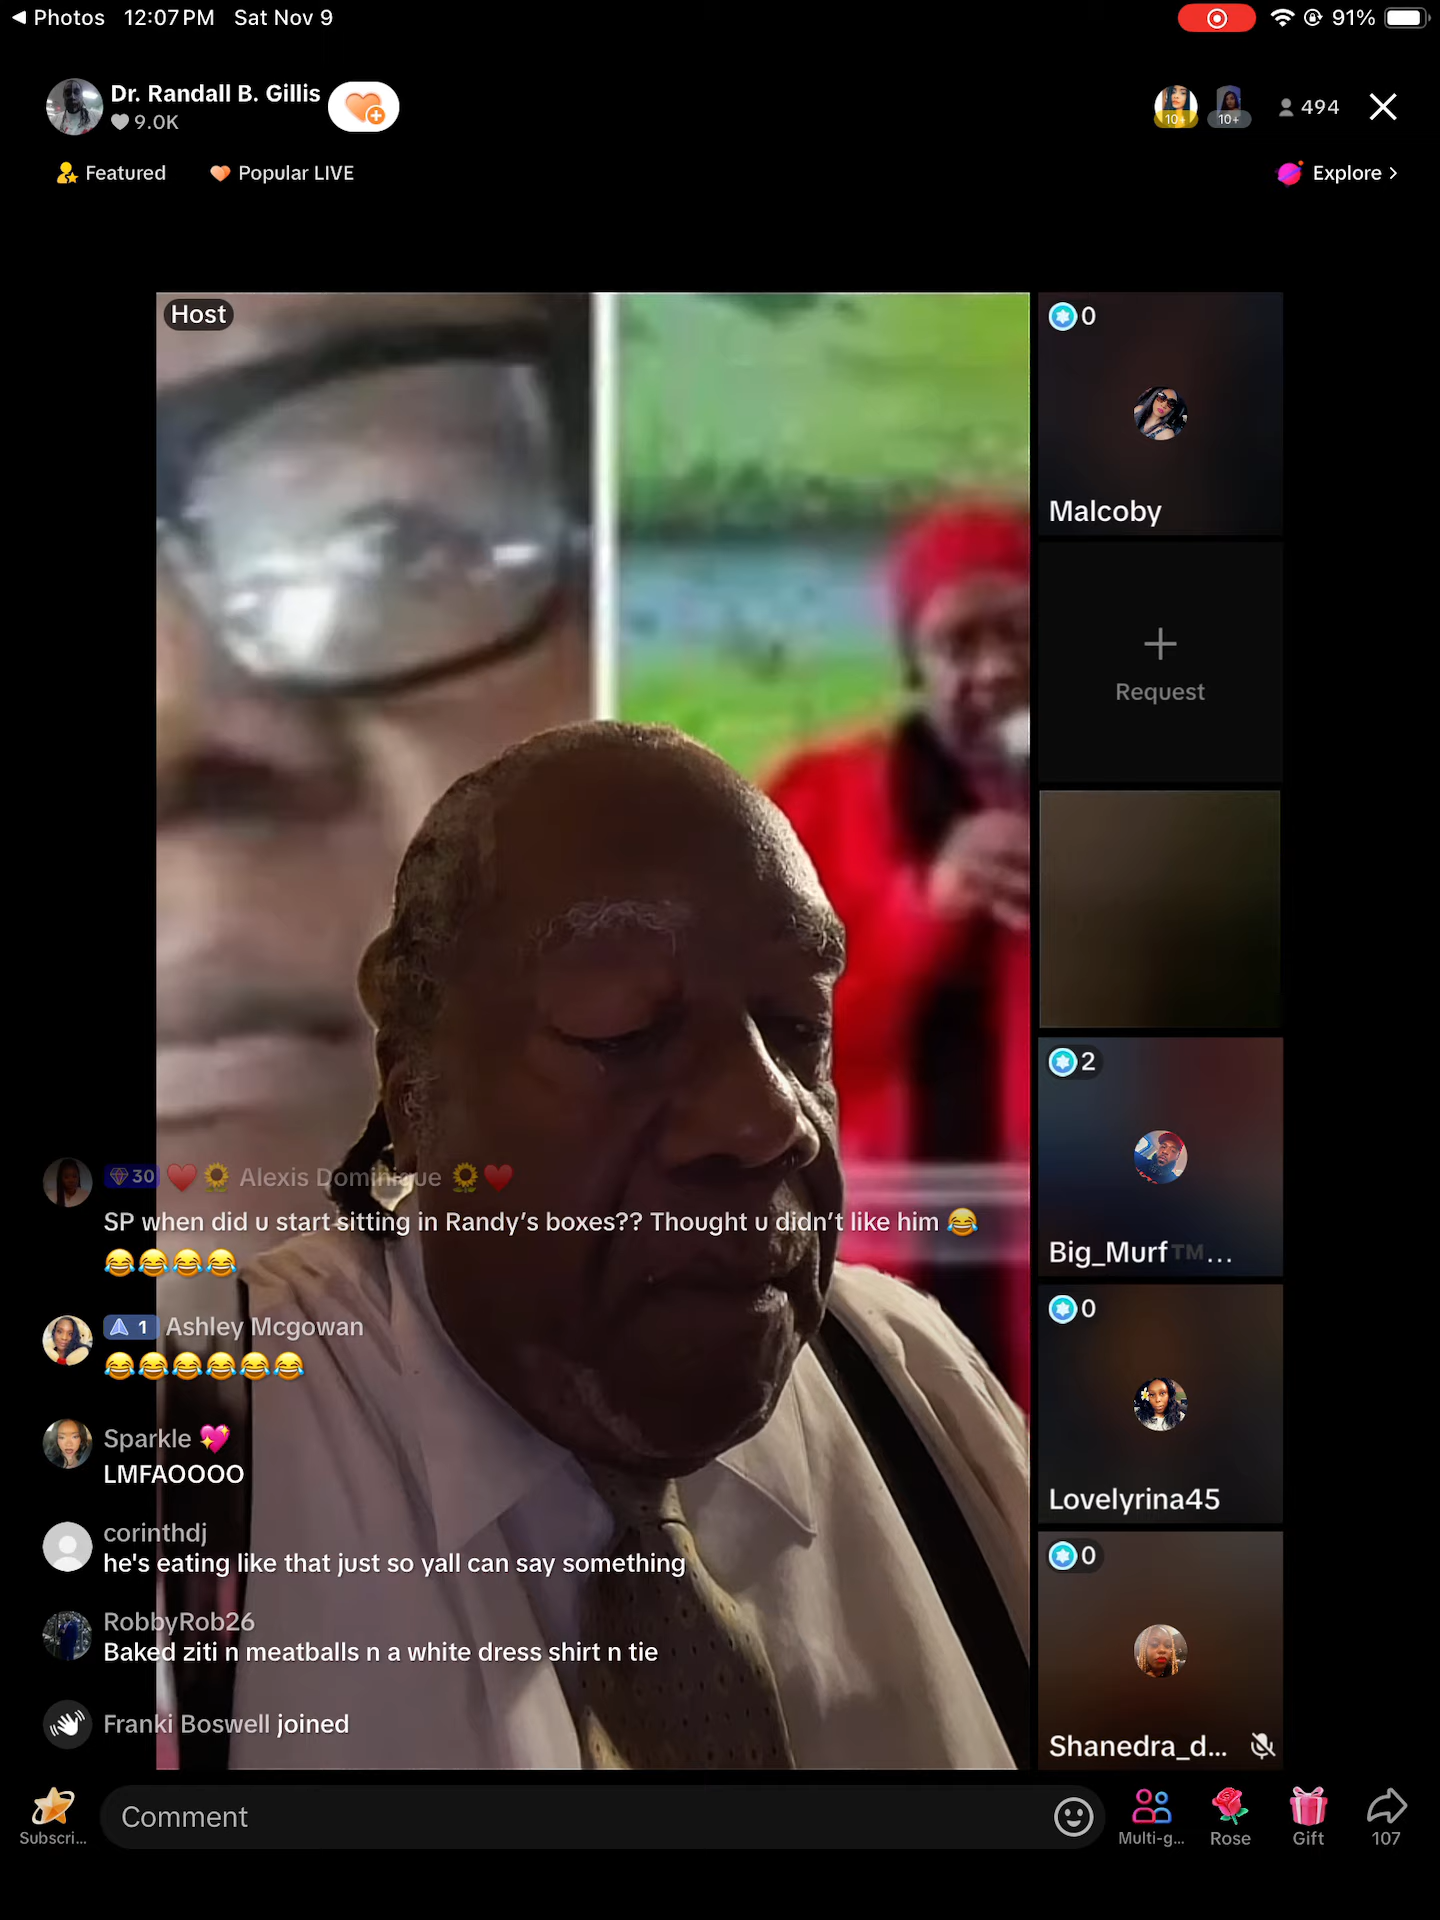 Photos 12:07 PM Sat Nov 9 91%
Dr. Randall B. Gillis
9.0K
10+ 10+ 494
Featured Popular LIVE Explore >
Host
0
Malcoby
Request
2
Big_Murf™...
0
Lovelyrina45
0
Shanedra_d...
30 ❤️🌻 Alexis Dominique 🌻❤️
SP when did u start sitting in Randy’s boxes?? Thought u didn’t like him 😂
😂😂😂😂
1 Ashley Mcgowan
😂😂😂😂😂😂
Sparkle 💖
LMFAOOOO
corinthdj
he's eating like that just so yall can say something
RobbyRob26
Baked ziti n meatballs n a white dress shirt n tie
Franki Boswell joined
Comment
Subscri... Multi-g... Rose Gift 107